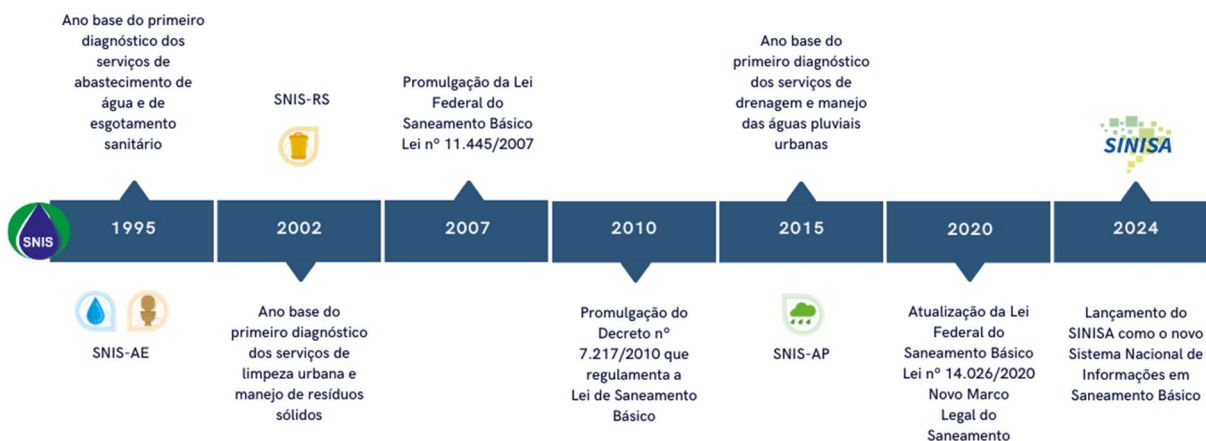 Ano base do primeiro
diagnóstico dos
serviços de
abastecimento de
água e de
esgotamento
sanitário
SNIS-RS
Promulgação da Lei
Federal do
Saneamento Básico
Lei nº 11.445/2007
Ano base do
primeiro diagnóstico
dos serviços de
drenagem e manejo
das águas pluviais
urbanas
SINISA
SNIS
1995
2002
2007
2010
2015
2020
2024
SNIS-AE
Ano base do
primeiro diagnóstico
dos serviços de
limpeza urbana e
manejo de resíduos
sólidos
Promulgação do
Decreto nº
7.217/2010 que
regulamenta a
Lei de Saneamento
Básico
SNIS-AP
Atualização da Lei
Federal do
Saneamento Básico
Lei nº 14.026/2020
Novo Marco
Legal do
Saneamento
Lançamento do
SINISA como o novo
Sistema Nacional de
Informações em
Saneamento Básico